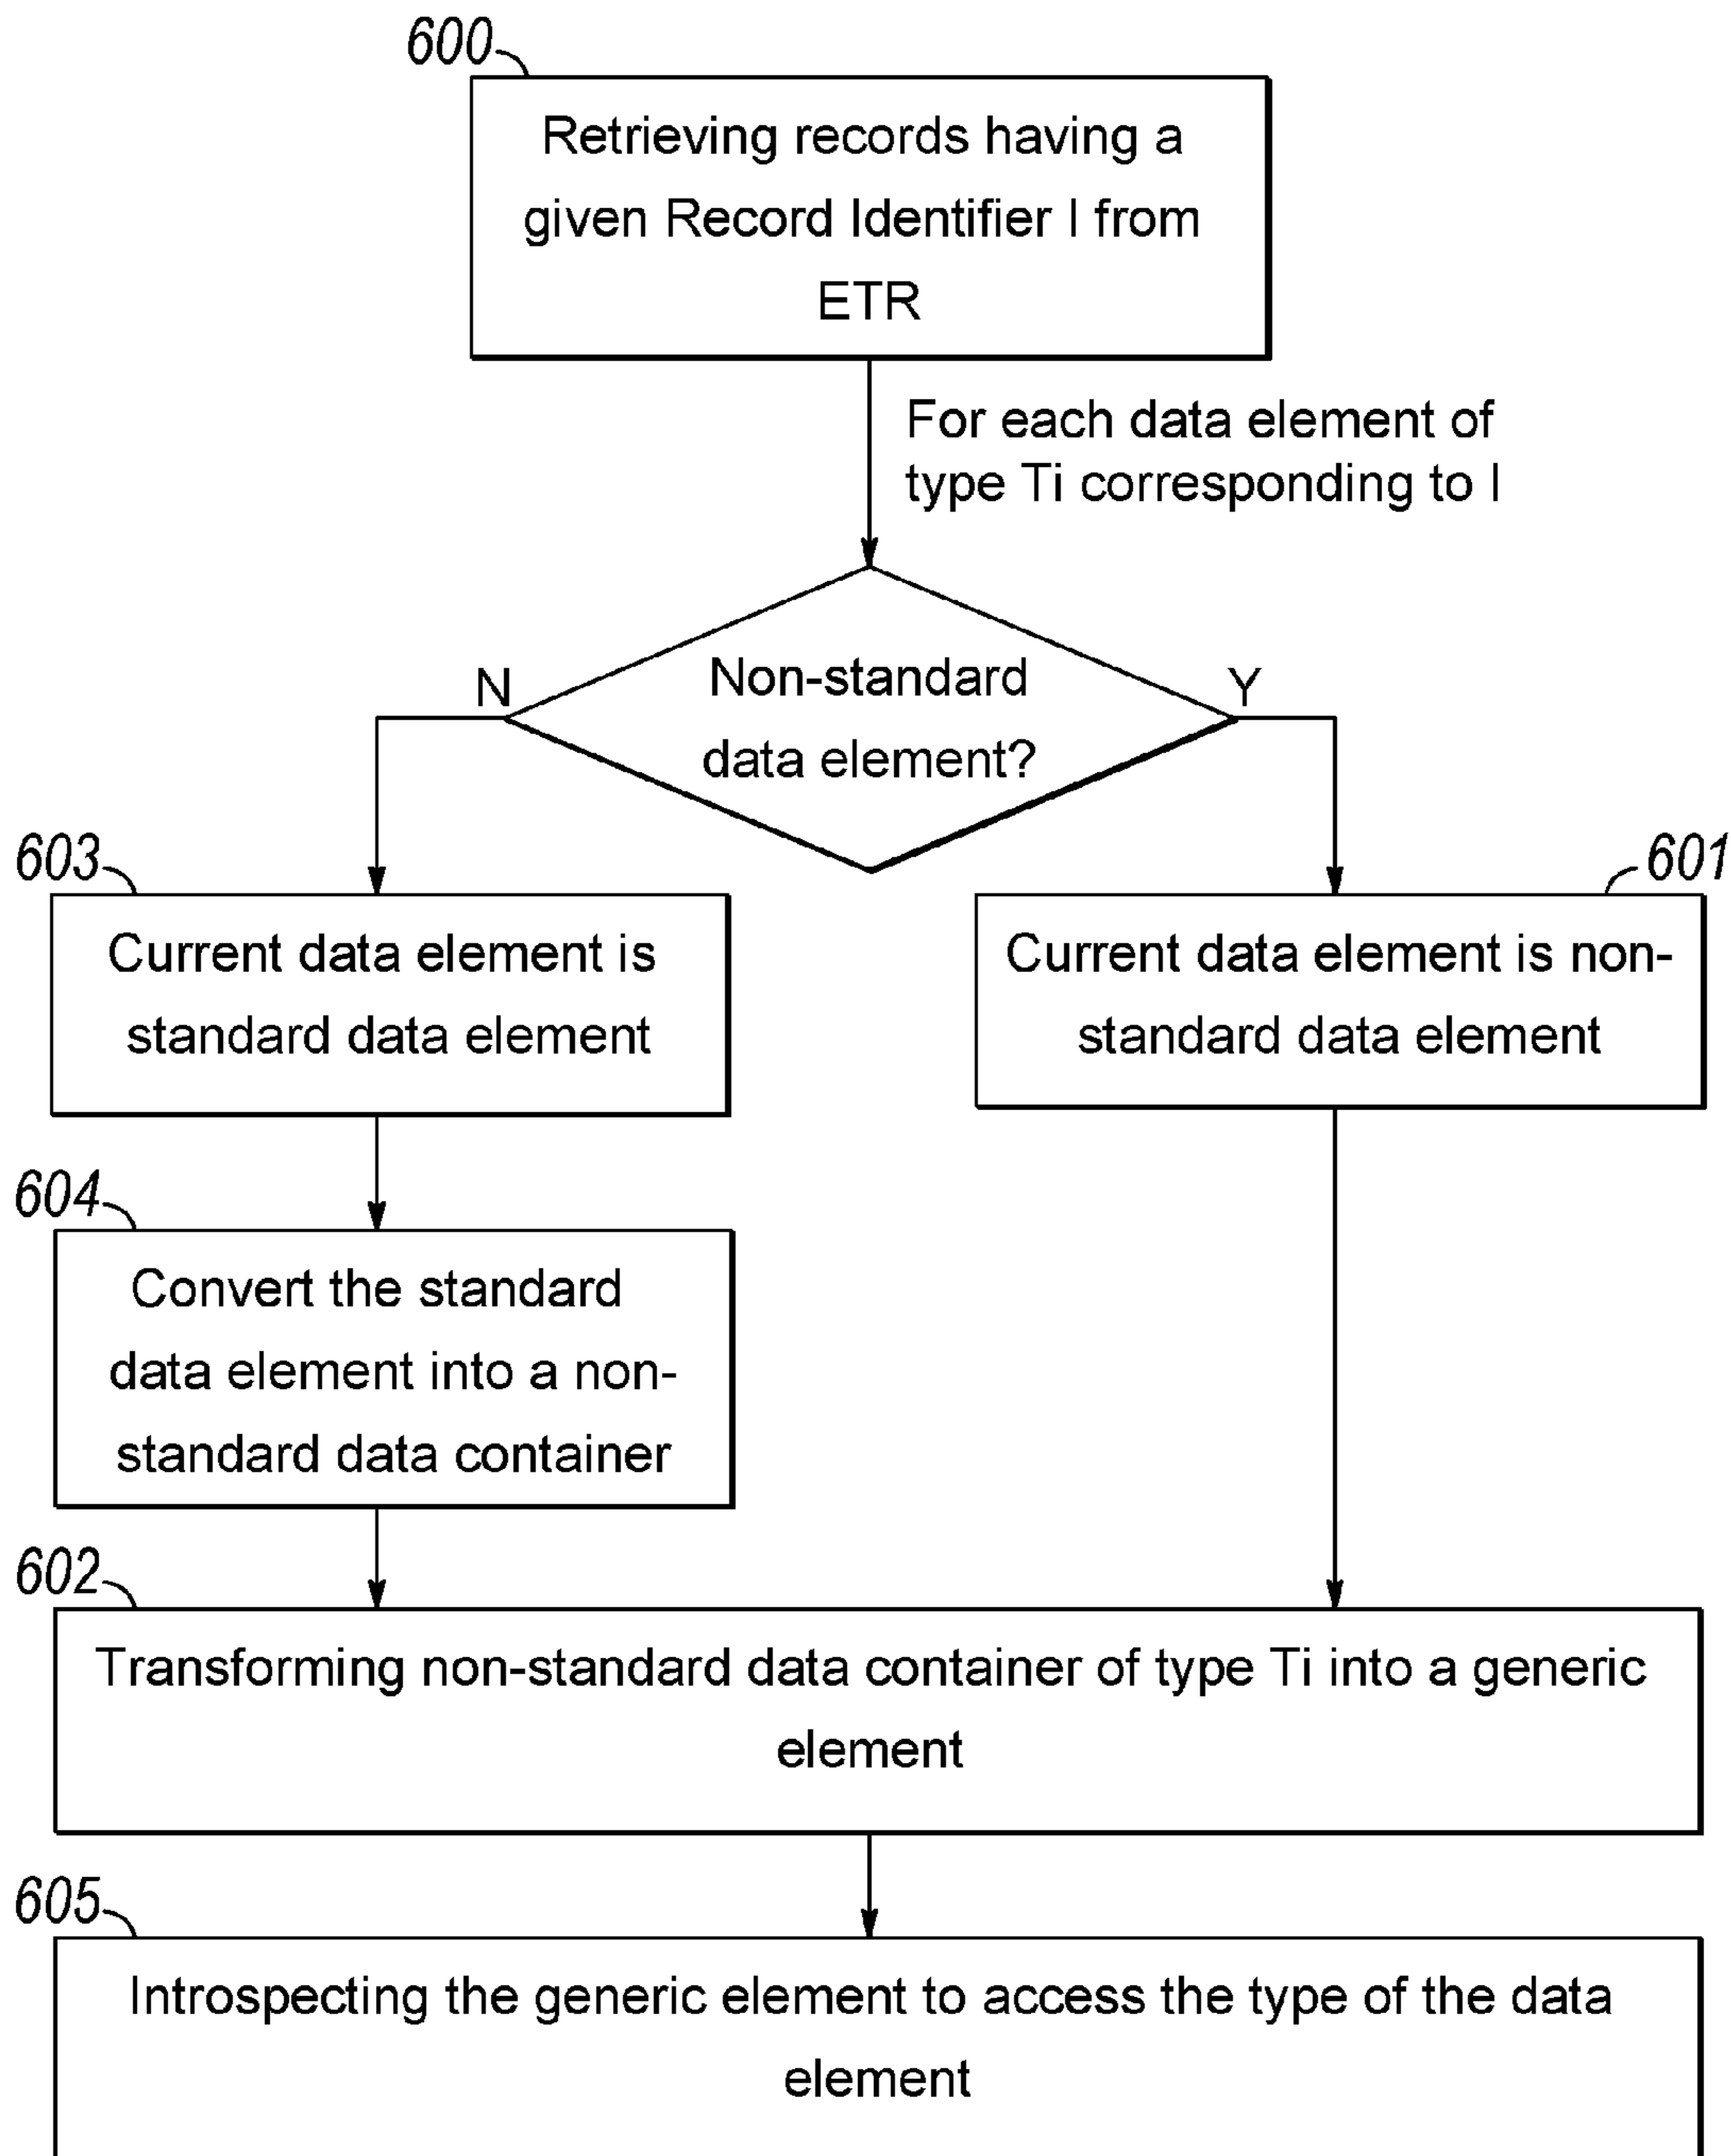 600
Retrieving records having a
given Record Identifier I from
ETR
For each data element of
type Ti corresponding to I
Non-standard
data element?
N
Y
603
601
Current data element is
standard data element
Current data element is non-
standard data element
604
Convert the standard
data element into a non-
standard data container
602
Transforming non-standard data container of type Ti into a generic
element
605
Introspecting the generic element to access the type of the data
element